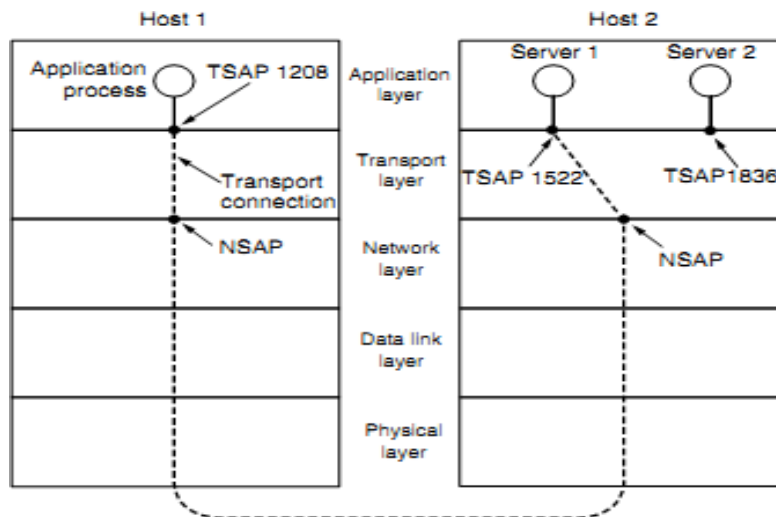 Host 1
Host 2
Application
process
TSAP 1208
Application
layer
Server 1
Server 2
Transport
connection
Transport
layer
TSAP 1522
TSAP1836
NSAP
Network
layer
NSAP
Data link
layer
Physical
layer